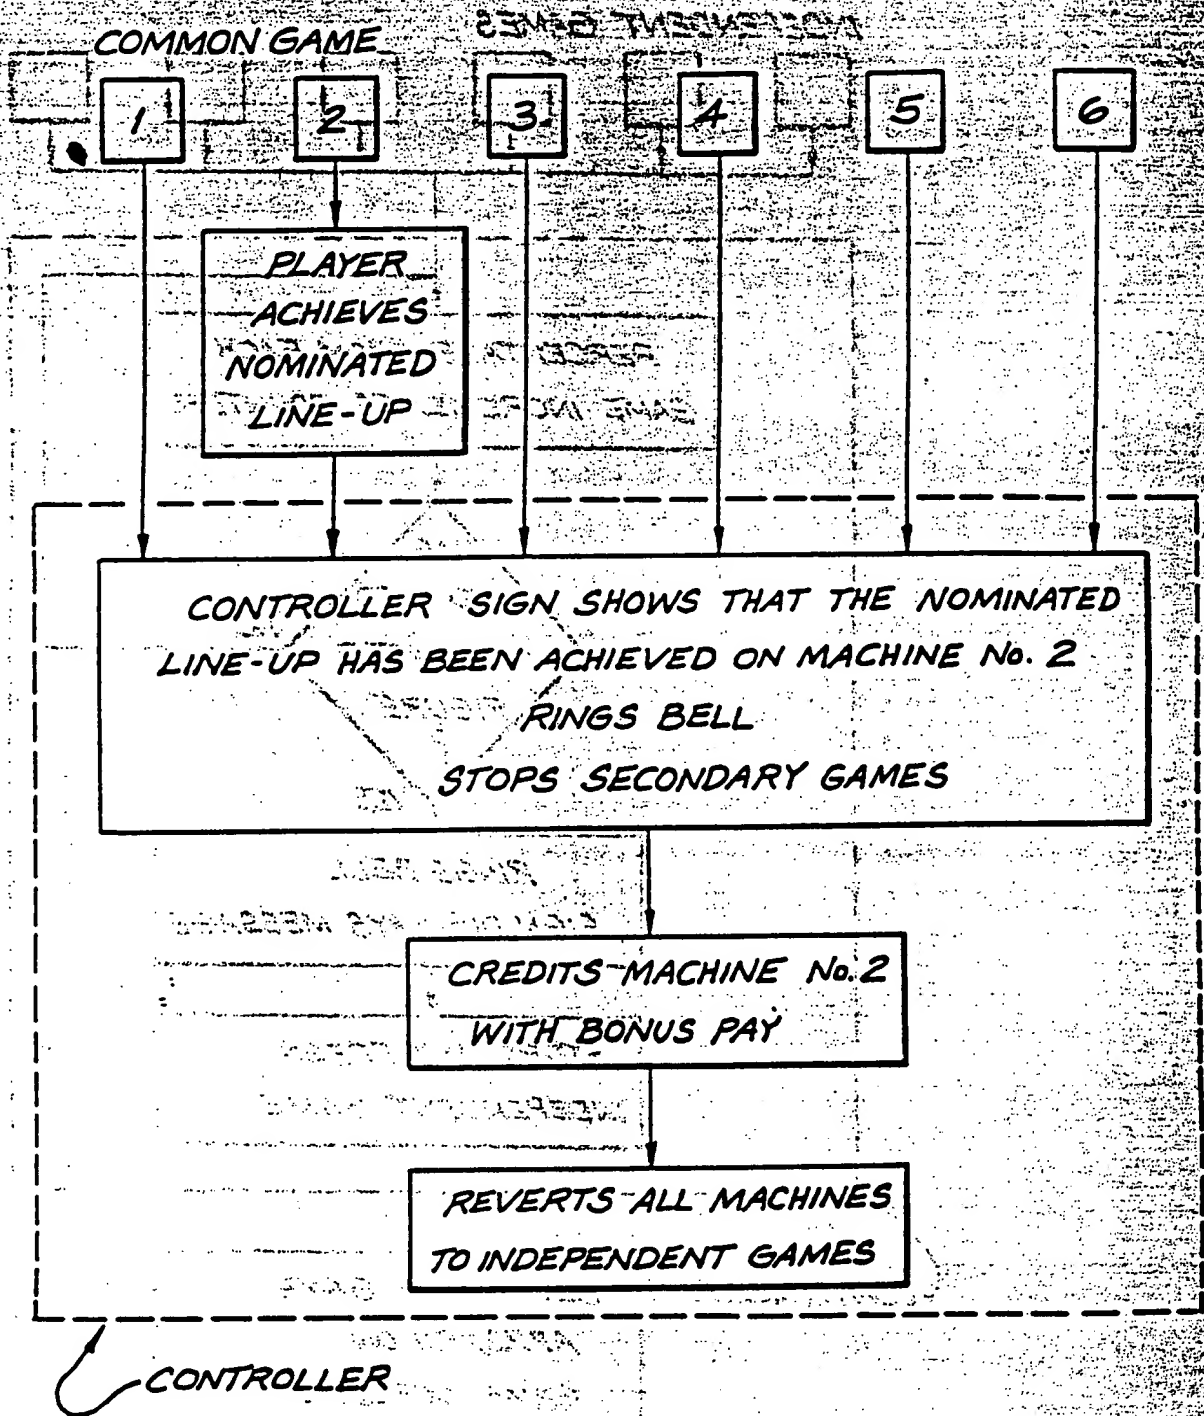 COMMON GAME
1 2 3 4 5 6
PLAYER
ACHIEVES
NOMINATED
LINE-UP
CONTROLLER SIGN SHOWS THAT THE NOMINATED
LINE-UP HAS BEEN ACHIEVED ON MACHINE No. 2
RINGS BELL
STOPS SECONDARY GAMES
CREDITS MACHINE No. 2
WITH BONUS PAY
REVERTS ALL MACHINES
TO INDEPENDENT GAMES
CONTROLLER